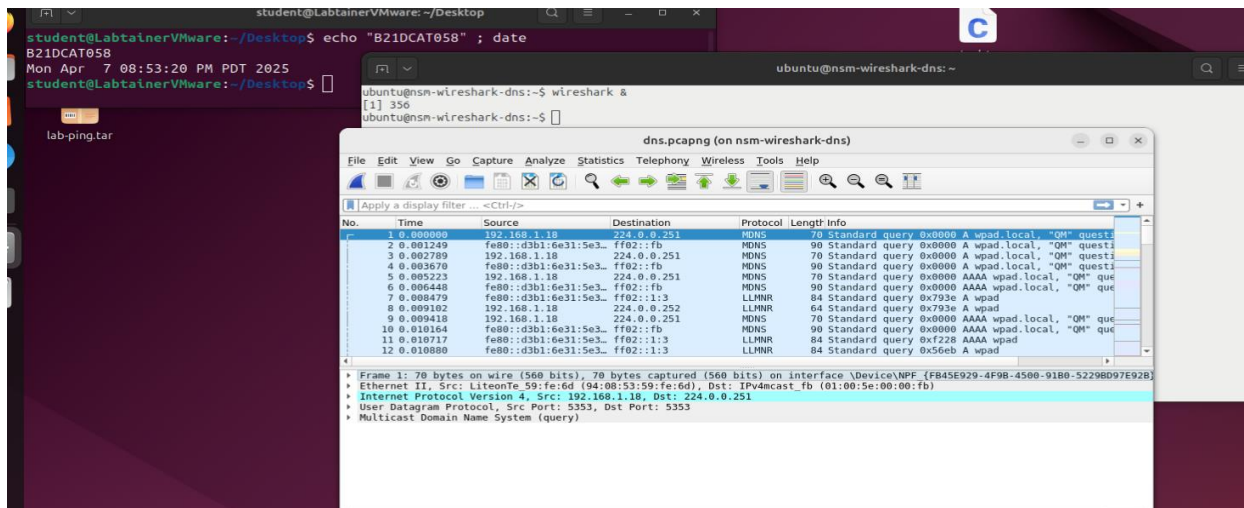 student@LabtainerVMware: ~/Desktop
student@LabtainerVMware:~/Desktop$ echo "B21DCAT058" ; date
B21DCAT058
Mon Apr  7 08:53:20 PM PDT 2025
student@LabtainerVMware:~/Desktop$
lab-ping.tar
C
ubuntu@nsm-wireshark-dns: ~
ubuntu@nsm-wireshark-dns:~$ wireshark &
[1] 356
ubuntu@nsm-wireshark-dns:~$
dns.pcapng (on nsm-wireshark-dns)
File Edit View Go Capture Analyze Statistics Telephony Wireless Tools Help
Apply a display filter ... <Ctrl-/>
No. Time Source Destination Protocol Length Info
1 0.000000 192.168.1.18 224.0.0.251 MDNS 70 Standard query 0x0000 A wpad.local, "QM" questi
2 0.001249 fe80::d3b1:6e31:5e3… ff02::fb MDNS 90 Standard query 0x0000 A wpad.local, "QM" questi
3 0.002789 192.168.1.18 224.0.0.251 MDNS 70 Standard query 0x0000 A wpad.local, "QM" questi
4 0.003670 fe80::d3b1:6e31:5e3… ff02::fb MDNS 90 Standard query 0x0000 A wpad.local, "QM" questi
5 0.005223 192.168.1.18 224.0.0.251 MDNS 70 Standard query 0x0000 AAAA wpad.local, "QM" que
6 0.006448 fe80::d3b1:6e31:5e3… ff02::fb MDNS 90 Standard query 0x0000 AAAA wpad.local, "QM" que
7 0.008479 fe80::d3b1:6e31:5e3… ff02::1:3 LLMNR 84 Standard query 0x793e A wpad
8 0.009102 192.168.1.18 224.0.0.252 LLMNR 64 Standard query 0x793e A wpad
9 0.009418 192.168.1.18 224.0.0.251 MDNS 70 Standard query 0x0000 AAAA wpad.local, "QM" que
10 0.010164 fe80::d3b1:6e31:5e3… ff02::fb MDNS 90 Standard query 0x0000 AAAA wpad.local, "QM" que
11 0.010717 fe80::d3b1:6e31:5e3… ff02::1:3 LLMNR 84 Standard query 0xf228 AAAA wpad
12 0.010880 fe80::d3b1:6e31:5e3… ff02::1:3 LLMNR 84 Standard query 0x56eb A wpad
Frame 1: 70 bytes on wire (560 bits), 70 bytes captured (560 bits) on interface \Device\NPF_{FB45E929-4F9B-4500-91B0-5229BD97E92B}
Ethernet II, Src: LiteonTe_59:fe:6d (94:08:53:59:fe:6d), Dst: IPv4mcast_fb (01:00:5e:00:00:fb)
Internet Protocol Version 4, Src: 192.168.1.18, Dst: 224.0.0.251
User Datagram Protocol, Src Port: 5353, Dst Port: 5353
Multicast Domain Name System (query)